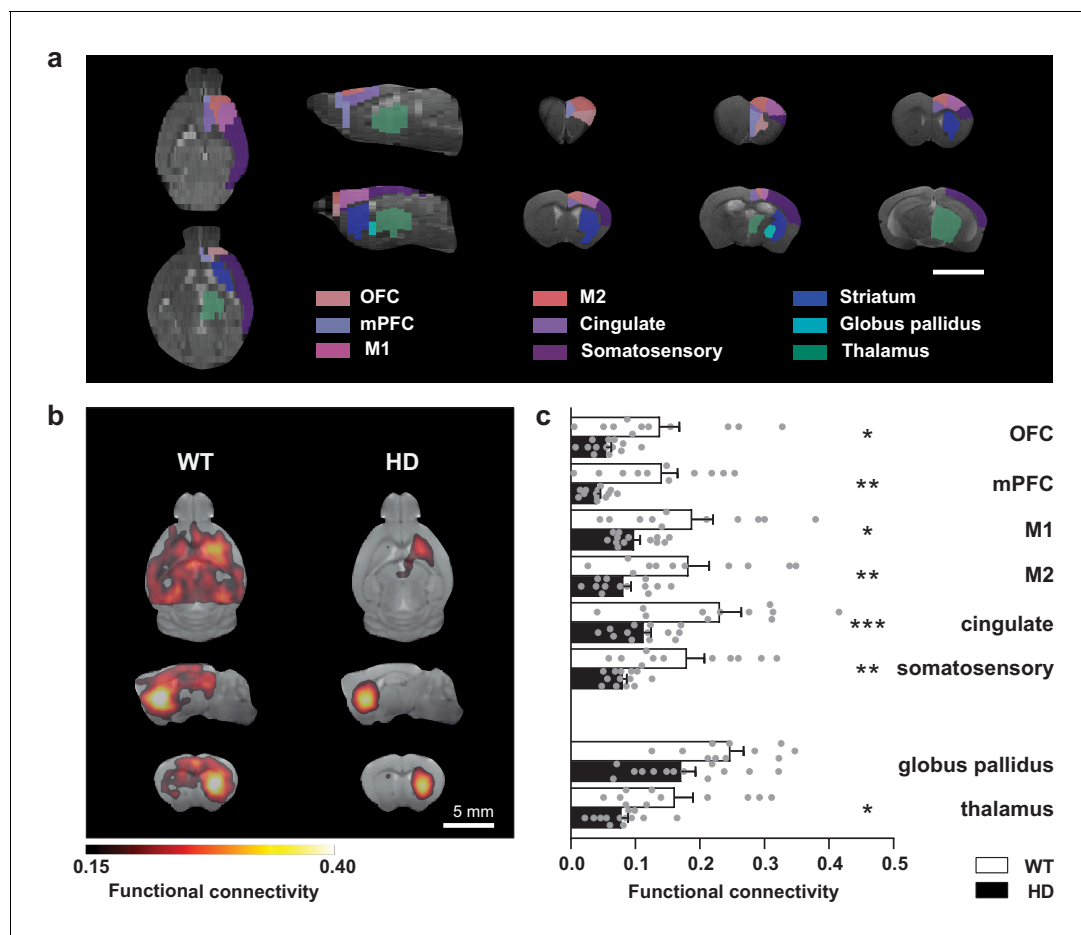 a
OFC
mPFC
M1
M2
Cingulate
Somatosensory
Striatum
Globus pallidus
Thalamus
b
WT
HD
5 mm
0.15
0.40
Functional connectivity
c
* OFC
** mPFC
* M1
** M2
*** cingulate
** somatosensory
globus pallidus
* thalamus
0.0 0.1 0.2 0.3 0.4 0.5
Functional connectivity
WT
HD